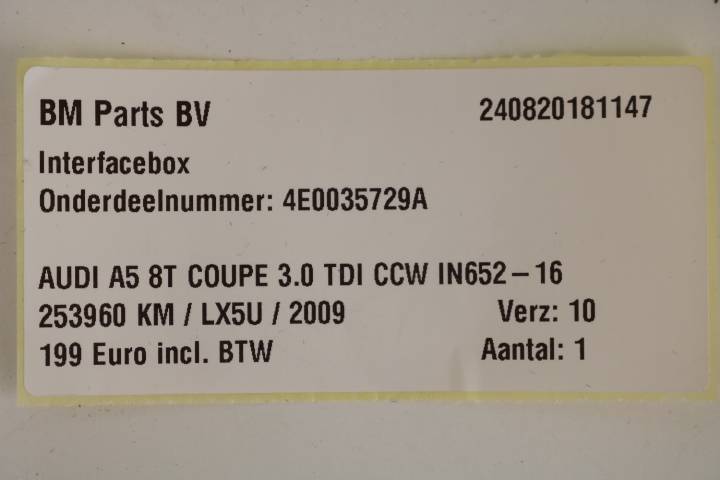 BM Parts BV 240820181147
Interfacebox
Onderdeelnummer: 4E0035729A
AUDI A5 8T COUPE 3.0 TDI CCW IN652-16
253960 KM / LX5U / 2009 Verz: 10
199 Euro incl. BTW Aantal: 1